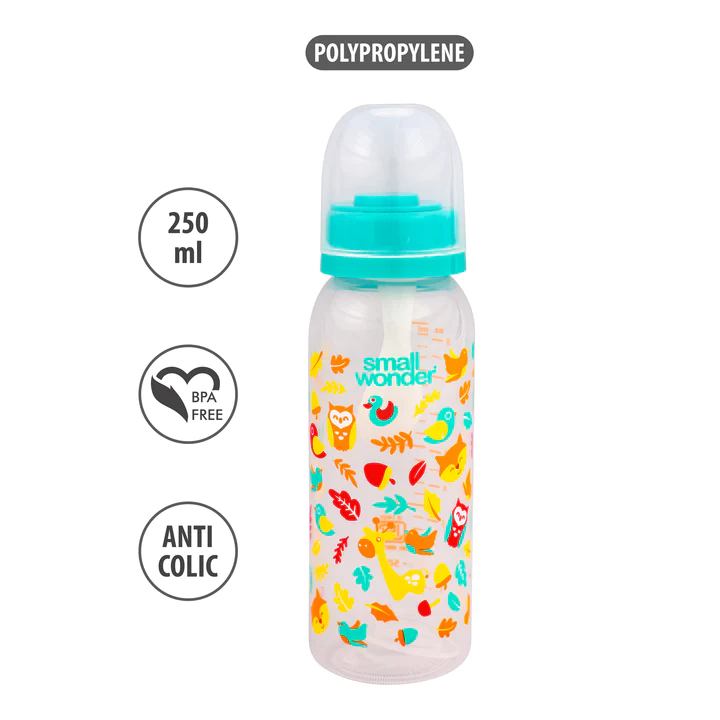 POLYPROPYLENE
250
ml
BPA
FREE
ANTI
COLIC
small
wonder